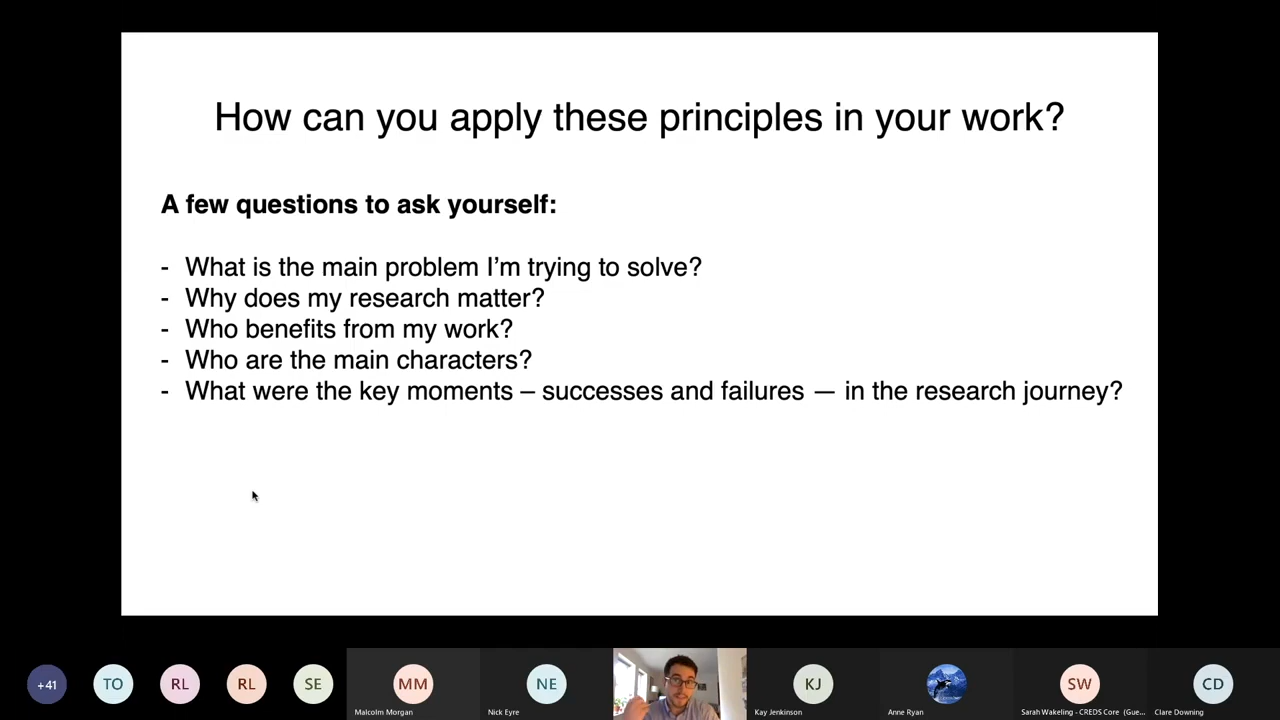 How can you apply these principles in your work?
A few questions to ask yourself:
- What is the main problem I'm trying to solve?
- Why does my research matter?
- Who benefits from my work?
- Who are the main characters?
- What were the key moments – successes and failures — in the research journey?
+41
TO
RL
RL
SE
MM
NE
KJ
SW
CD
Malcolm Morgan
Nick Eyre
Kay Jenkinson
Anne Ryan
Sarah Wakeling - CREDS Core (Gue...
Clare Downing